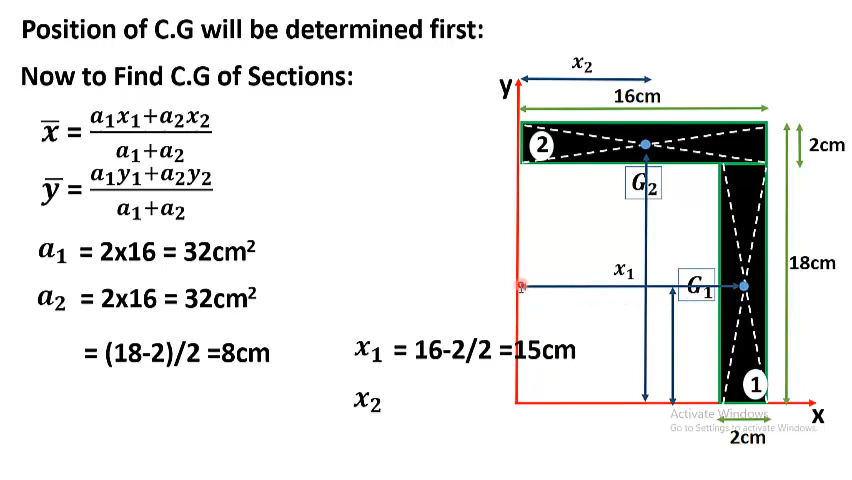 Position of C.G will be determined first:
Now to Find C.G of Sections:
x̅ = a₁x₁+a₂x₂ / a₁+a₂
y̅ = a₁y₁+a₂y₂ / a₁+a₂
a₁ = 2x16 = 32cm²
a₂ = 2x16 = 32cm²
= (18-2)/2 =8cm
x₁ = 16-2/2 =15cm
x₂
x₂
y
16cm
2
2cm
G₂
x₁
G₁
18cm
1
x
2cm
Activate Windows
Go to Settings to activate Windows.